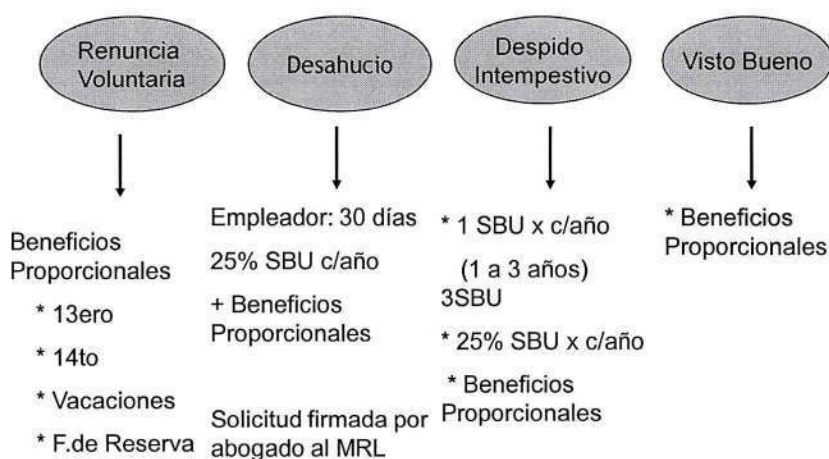 Renuncia
Voluntaria
Desahucio
Despido
Intempestivo
Visto Bueno
Beneficios
Proporcionales
* 13ero
* 14to
* Vacaciones
* F.de Reserva
Empleador: 30 días
25% SBU c/año
+ Beneficios
Proporcionales
Solicitud firmada por
abogado al MRL
* 1 SBU x c/año
(1 a 3 años)
3SBU
* 25% SBU x c/año
* Beneficios
Proporcionales
* Beneficios
Proporcionales